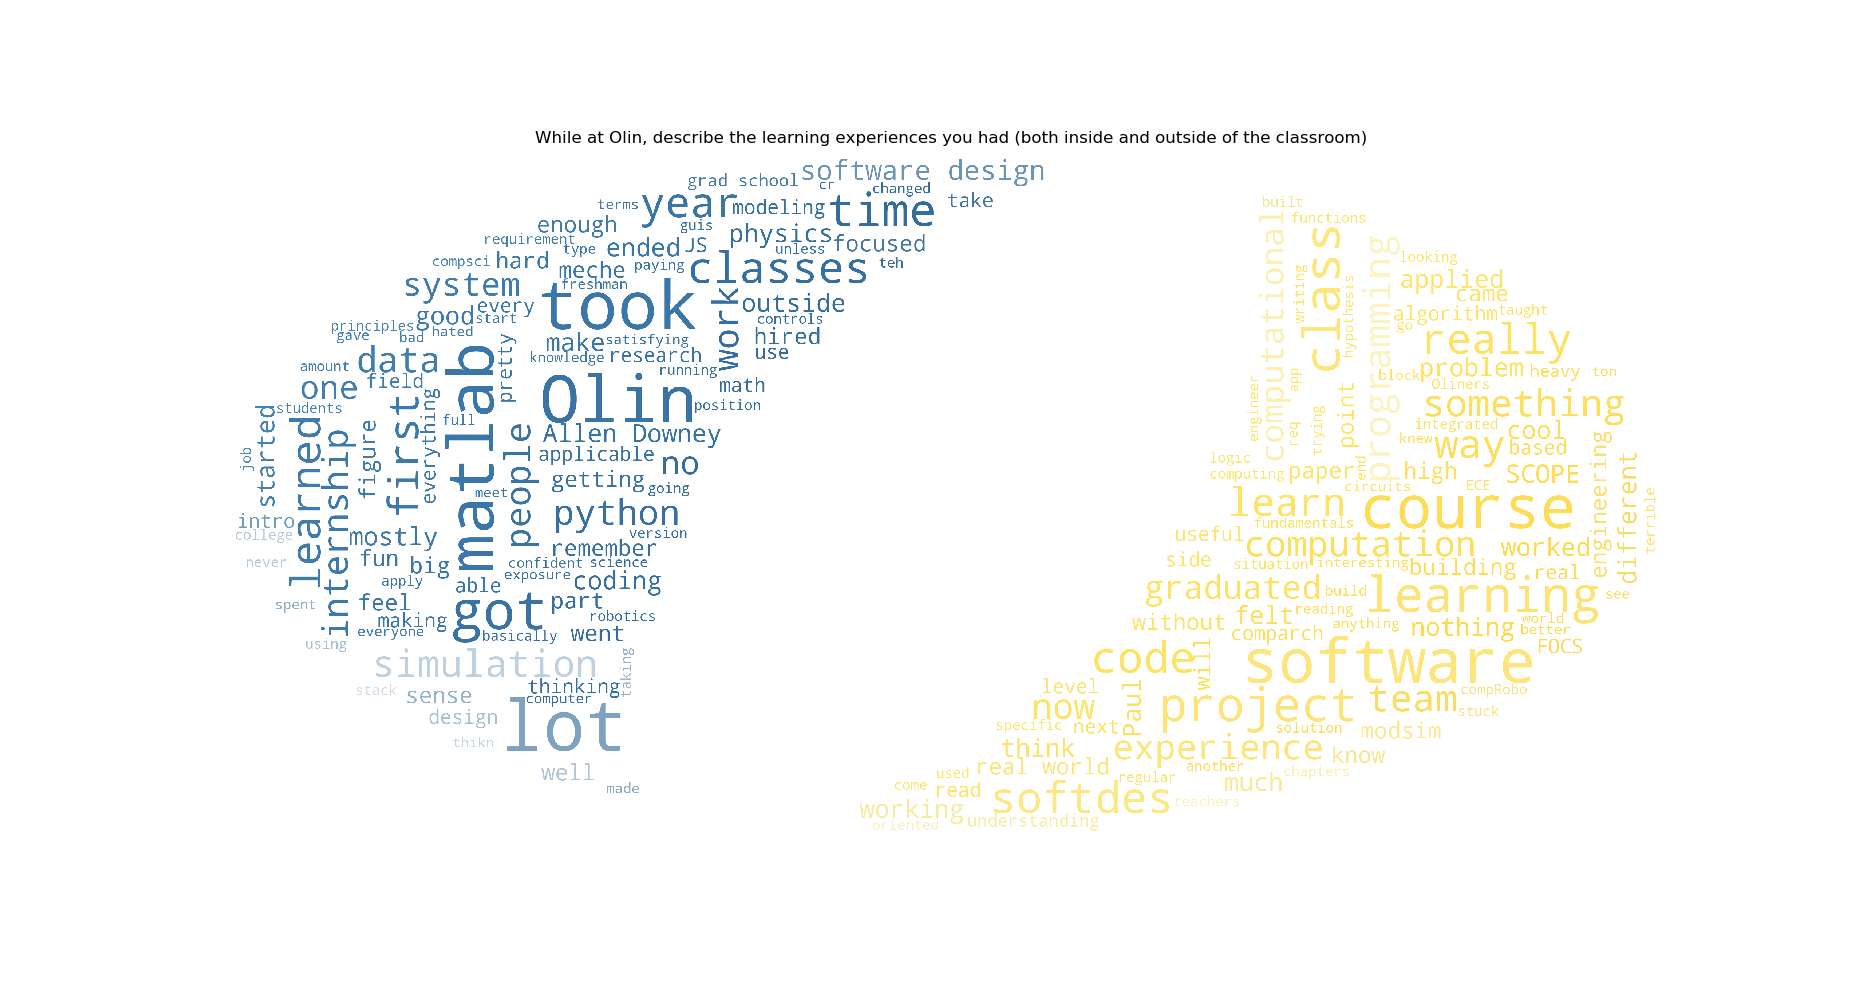 While at Olin, describe the learning experiences you had (both inside and outside of the classroom)
software design
grad school
cr
changed
terms
year
modeling
time
take
enough
guis
physics
requirement
type
ended
JS
unless
focused
compsci
hard
meche
paying
classes
teh
system
freshman
every
took
work
outside
good
start
controls
principles
gave
bad
hated
make
satisfying
hired
data
pretty
knowledge
research
use
amount
running
one
field
matlab
Olin
math
students
first
everything
full
position
started
learned
internship
figure
people
Allen Downey
job
applicable
no
meet
getting
going
intro
python
college
mostly
version
remember
never
fun
big
confident
science
apply
able
exposure
coding
spent
feel
got
part
making
robotics
using
everyone
basically
went
simulation
taking
stack
sense
thinking
computer
design
lot
thikn
well
made
built
computational
functions
class
programming
looking
writing
applied
hypothesis
came
algorithm
taught
go
really
engineer
app
block
problem
heavy
ton
Oliners
point
something
req
trying
integrated
knew
way
cool
based
logic
computing
paper
end
high
SCOPE
engineering
different
circuits
ECE
learn
course
terrible
fundamentals
useful
computation
worked
side
situation
interesting
building
real
graduated
build
learning
see
without
felt
reading
anything
world
comparch
nothing
better
code
will
software
FOCS
level
Paul
project
team
compRobo
now
stuck
specific
next
solution
modsim
think
experience
know
real world
another
used
regular
much
chapters
come
read
softdes
teachers
working
oriented
understanding